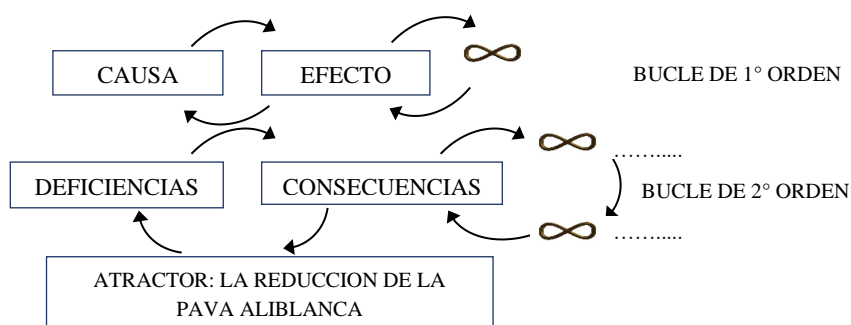 CAUSA
EFECTO
BUCLE DE 1° ORDEN
…….....
DEFICIENCIAS
CONSECUENCIAS
BUCLE DE 2° ORDEN
…….....
ATRACTOR: LA REDUCCION DE LA
PAVA ALIBLANCA